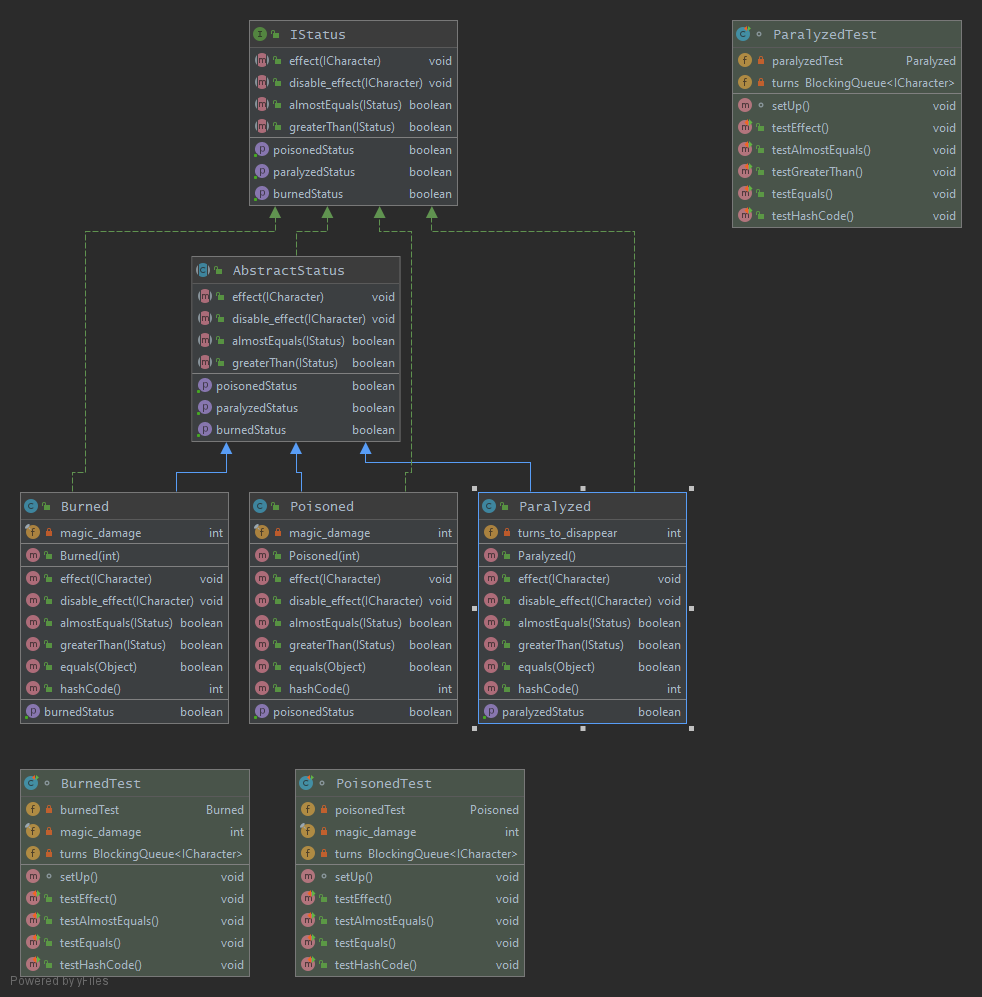 IStatus
effect(ICharacter) void
disable_effect(ICharacter) void
almostEquals(IStatus) boolean
greaterThan(IStatus) boolean
poisonedStatus boolean
paralyzedStatus boolean
burnedStatus boolean
ParalyzedTest
paralyzedTest Paralyzed
turns BlockingQueue<ICharacter>
setUp() void
testEffect() void
testAlmostEquals() void
testGreaterThan() void
testEquals() void
testHashCode() void
AbstractStatus
effect(ICharacter) void
disable_effect(ICharacter) void
almostEquals(IStatus) boolean
greaterThan(IStatus) boolean
poisonedStatus boolean
paralyzedStatus boolean
burnedStatus boolean
Burned
magic_damage int
Burned(int)
effect(ICharacter) void
disable_effect(ICharacter) void
almostEquals(IStatus) boolean
greaterThan(IStatus) boolean
equals(Object) boolean
hashCode() int
burnedStatus boolean
Poisoned
magic_damage int
Poisoned(int)
effect(ICharacter) void
disable_effect(ICharacter) void
almostEquals(IStatus) boolean
greaterThan(IStatus) boolean
equals(Object) boolean
hashCode() int
poisonedStatus boolean
Paralyzed
turns_to_disappear int
Paralyzed()
effect(ICharacter) void
disable_effect(ICharacter) void
almostEquals(IStatus) boolean
greaterThan(IStatus) boolean
equals(Object) boolean
hashCode() int
paralyzedStatus boolean
BurnedTest
burnedTest Burned
magic_damage int
turns BlockingQueue<ICharacter>
setUp() void
testEffect() void
testAlmostEquals() void
testEquals() void
testHashCode() void
PoisonedTest
poisonedTest Poisoned
magic_damage int
turns BlockingQueue<ICharacter>
setUp() void
testEffect() void
testAlmostEquals() void
testEquals() void
testHashCode() void
Powered by yFiles